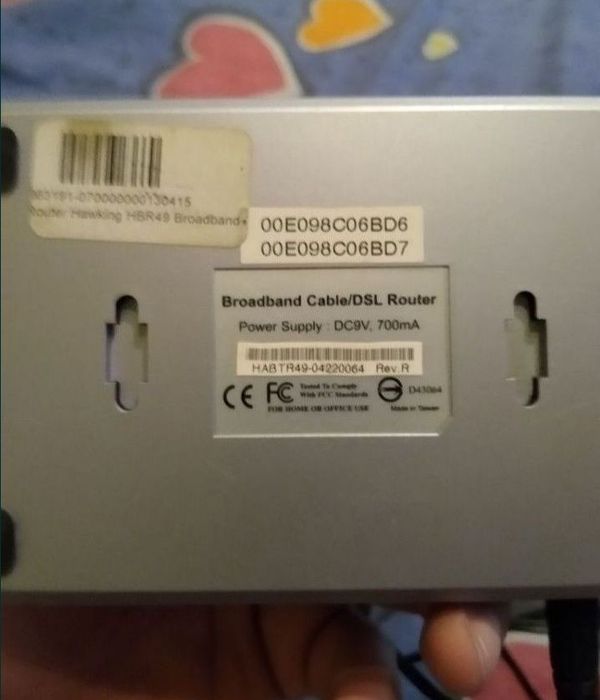 070000000130415
Router Hawking HBR49 Broadband
00E098C06BD6
00E098C06BD7
Broadband Cable/DSL Router
Power Supply : DC9V, 700mA
HABTR49-04220064 Rev.R
CE FC Tested To Comply
With FCC Standards
D43064
FOR HOME OR OFFICE USE
Made in Taiwan